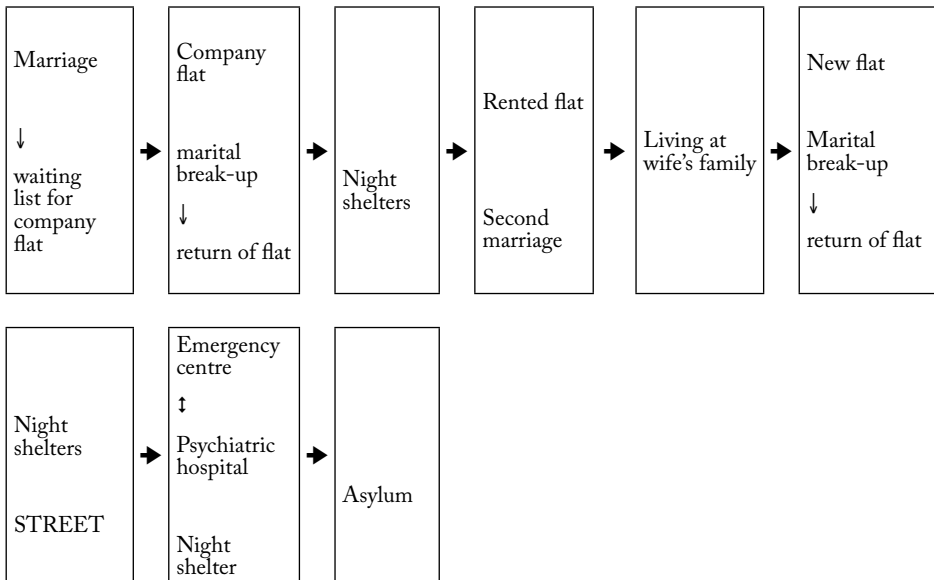 Marriage
↓
waiting
list for
company
flat
Company
flat
marital
break-up
↓
return of flat
Night
shelters
Rented flat
Second
marriage
Living at
wife’s family
New flat
Marital
break-up
↓
return of flat
Night
shelters
STREET
Emergency
centre
↕
Psychiatric
hospital
Night
shelter
Asylum